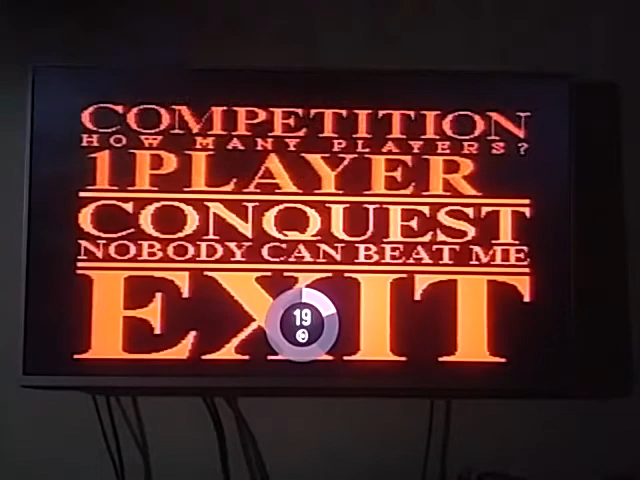 COMPETITION
HOW MANY PLAYERS?
1PLAYER
CONQUEST
NOBODY CAN BEAT ME
EXIT
19
©